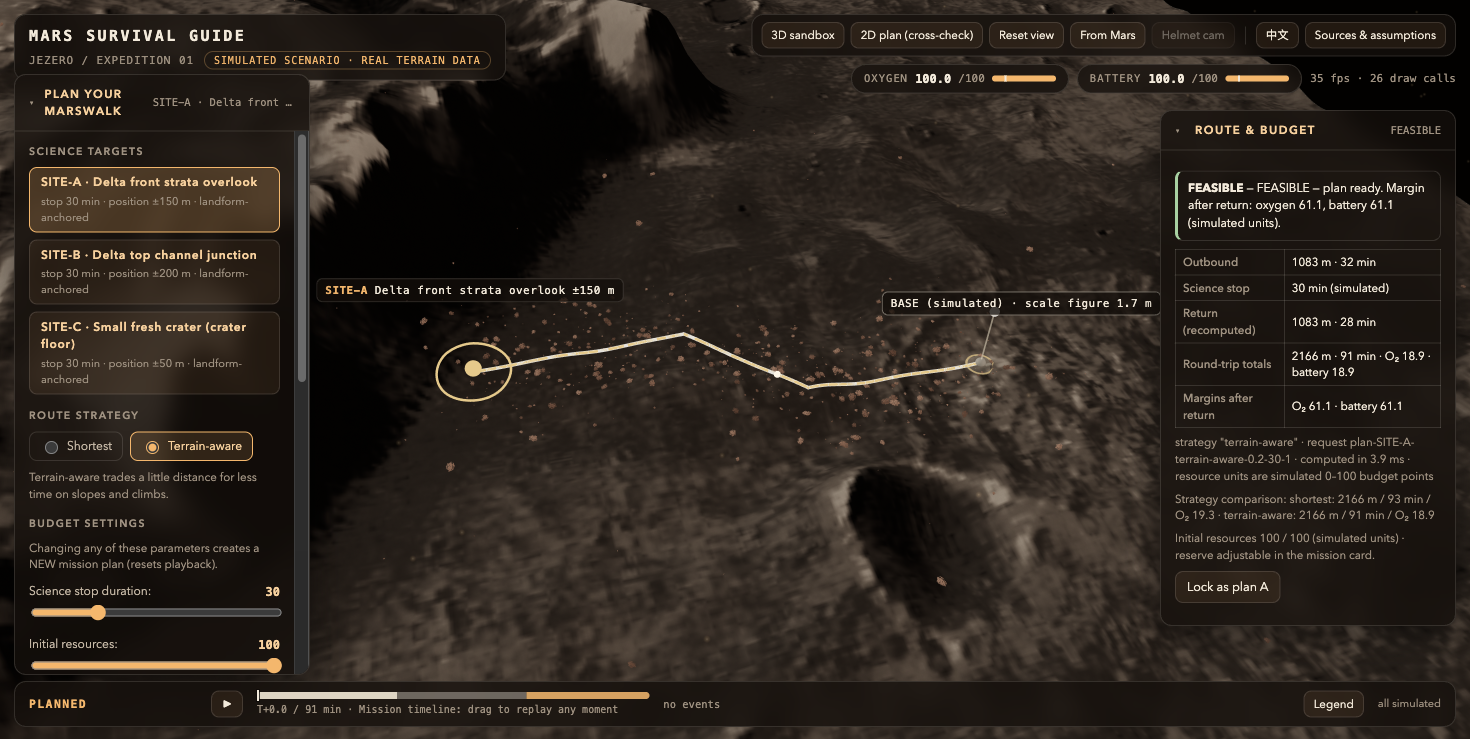 MARS SURVIVAL GUIDE
JEZERO / EXPEDITION 01 SIMULATED SCENARIO · REAL TERRAIN DATA
3D sandbox 2D plan (cross-check) Reset view From Mars Helmet cam 中文 Sources & assumptions
OXYGEN 100.0 /100 BATTERY 100.0 /100 35 fps · 26 draw calls
PLAN YOUR
MARSWALK
SITE-A · Delta front …
SCIENCE TARGETS
SITE-A · Delta front strata overlook
stop 30 min · position ±150 m · landform-
anchored
SITE-B · Delta top channel junction
stop 30 min · position ±200 m · landform-
anchored
SITE-C · Small fresh crater (crater
floor)
stop 30 min · position ±50 m · landform-
anchored
ROUTE STRATEGY
Shortest Terrain-aware
Terrain-aware trades a little distance for less
time on slopes and climbs.
BUDGET SETTINGS
Changing any of these parameters creates a
NEW mission plan (resets playback).
Science stop duration: 30
Initial resources: 100
SITE-A Delta front strata overlook ±150 m
BASE (simulated) · scale figure 1.7 m
ROUTE & BUDGET FEASIBLE
FEASIBLE — FEASIBLE — plan ready. Margin
after return: oxygen 61.1, battery 61.1
(simulated units).
Outbound 1083 m · 32 min
Science stop 30 min (simulated)
Return
(recomputed)
1083 m · 28 min
Round-trip totals
2166 m · 91 min · O₂ 18.9 ·
battery 18.9
Margins after
return
O₂ 61.1 · battery 61.1
strategy "terrain-aware" · request plan-SITE-A-
terrain-aware-0.2-30-1 · computed in 3.9 ms ·
resource units are simulated 0–100 budget points
Strategy comparison: shortest: 2166 m / 93 min /
O₂ 19.3 · terrain-aware: 2166 m / 91 min / O₂ 18.9
Initial resources 100 / 100 (simulated units) ·
reserve adjustable in the mission card.
Lock as plan A
PLANNED
T+0.0 / 91 min · Mission timeline: drag to replay any moment
no events
Legend all simulated